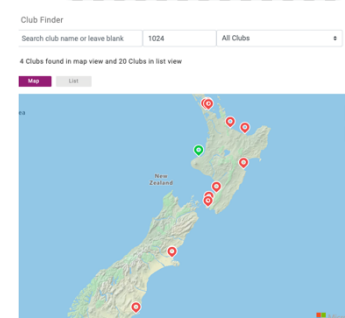 Club Finder
Search club name or leave blank
1024
All Clubs
4 Clubs found in map view and 20 Clubs in list view
Map
List
New
Zealand